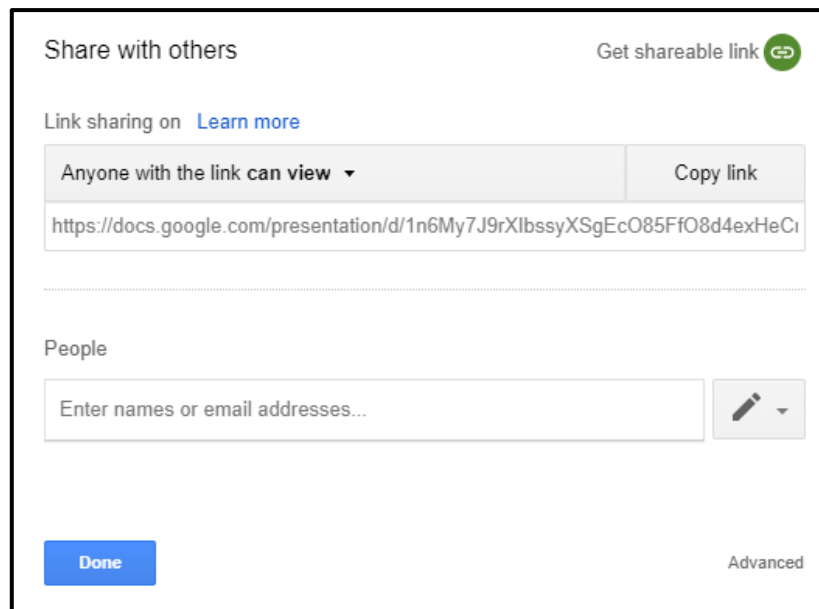 Share with others
Get shareable link
Link sharing on Learn more
Anyone with the link can view
Copy link
https://docs.google.com/presentation/d/1n6My7J9rXIbssyXSgEcO85FfO8d4exHeC
People
Enter names or email addresses...
Done
Advanced